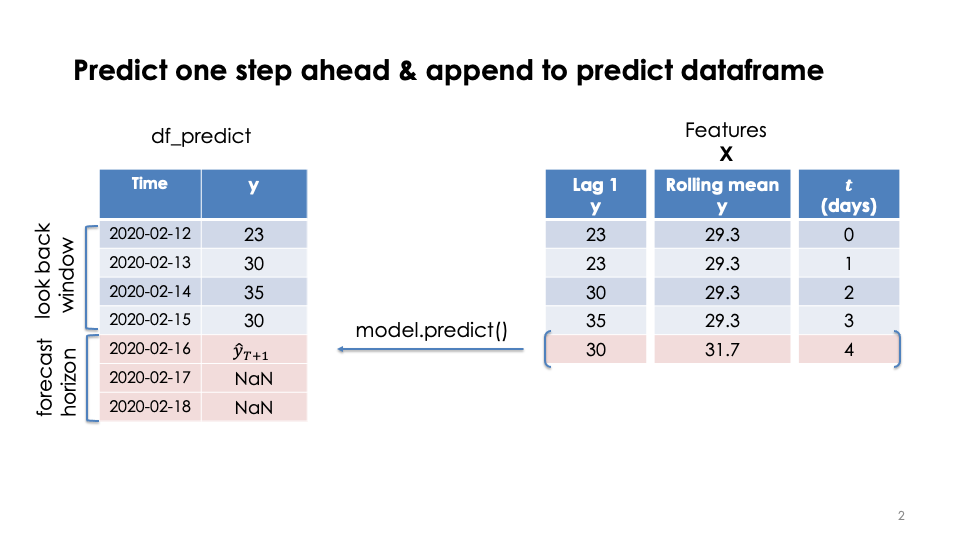 Predict one step ahead & append to predict dataframe
df_predict
Time y
look back
window
2020-02-12 23
2020-02-13 30
2020-02-14 35
2020-02-15 30
forecast
horizon
2020-02-16 ŷ_{T+1}
2020-02-17 NaN
2020-02-18 NaN
model.predict()
Features
X
Lag 1
y
Rolling mean
y
t
(days)
23 29.3 0
23 29.3 1
30 29.3 2
35 29.3 3
30 31.7 4
2